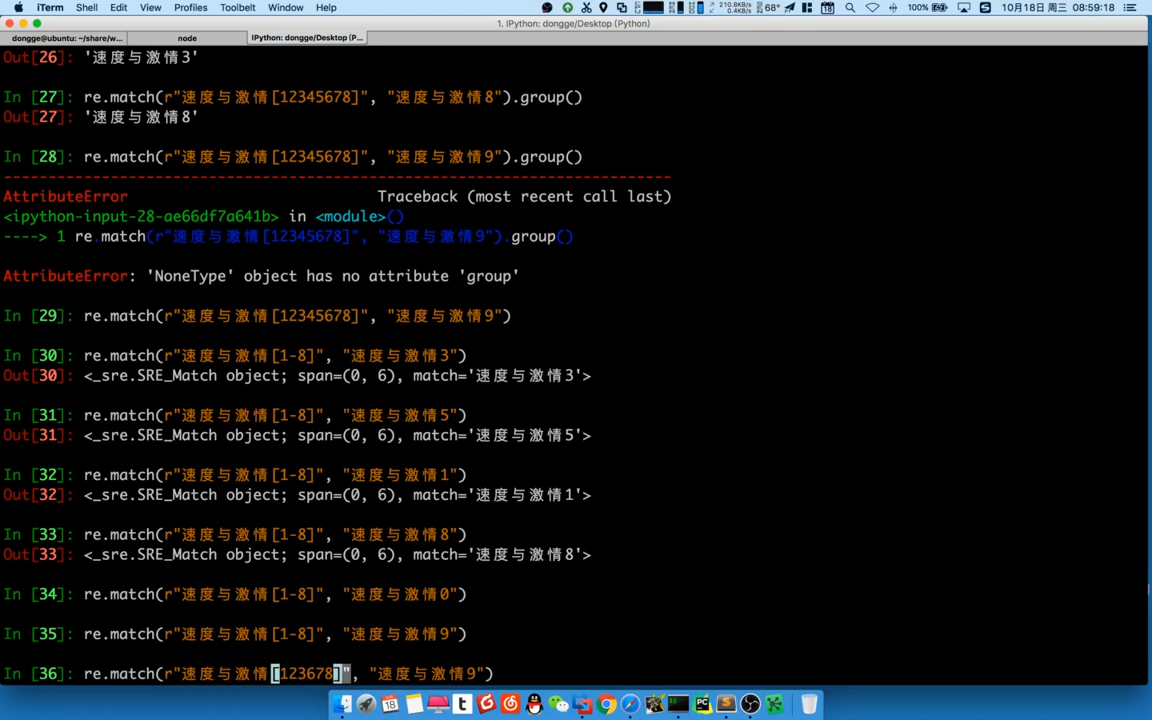 iTerm Shell Edit View Profiles Toolbelt Window Help 210.8KB/s 0.4KB/s 68° 18 100% 10月18日 周三 08:59:18
1. IPython: dongge/Desktop (Python)
dongge@ubuntu: ~/share/w... node IPython: dongge/Desktop (P...
Out[26]: '速度与激情3'
In [27]: re.match(r"速度与激情[12345678]", "速度与激情8").group()
Out[27]: '速度与激情8'
In [28]: re.match(r"速度与激情[12345678]", "速度与激情9").group()
---------------------------------------------------------------------------
AttributeError Traceback (most recent call last)
<ipython-input-28-ae66df7a641b> in <module>()
----> 1 re.match(r"速度与激情[12345678]", "速度与激情9").group()
AttributeError: 'NoneType' object has no attribute 'group'
In [29]: re.match(r"速度与激情[12345678]", "速度与激情9")
In [30]: re.match(r"速度与激情[1-8]", "速度与激情3")
Out[30]: <_sre.SRE_Match object; span=(0, 6), match='速度与激情3'>
In [31]: re.match(r"速度与激情[1-8]", "速度与激情5")
Out[31]: <_sre.SRE_Match object; span=(0, 6), match='速度与激情5'>
In [32]: re.match(r"速度与激情[1-8]", "速度与激情1")
Out[32]: <_sre.SRE_Match object; span=(0, 6), match='速度与激情1'>
In [33]: re.match(r"速度与激情[1-8]", "速度与激情8")
Out[33]: <_sre.SRE_Match object; span=(0, 6), match='速度与激情8'>
In [34]: re.match(r"速度与激情[1-8]", "速度与激情0")
In [35]: re.match(r"速度与激情[1-8]", "速度与激情9")
In [36]: re.match(r"速度与激情[123678]", "速度与激情9")
18